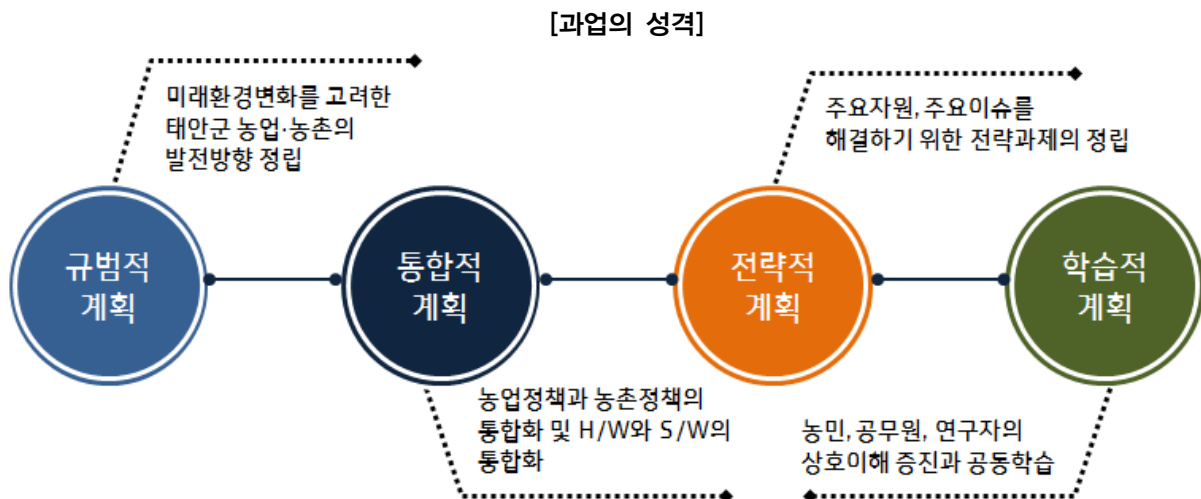 [과업의 성격]
미래환경변화를 고려한
태안군 농업·농촌의
발전방향 정립
주요자원, 주요이슈를
해결하기 위한 전략과제의 정립
규범적
계획
통합적
계획
전략적
계획
학습적
계획
농업정책과 농촌정책의
통합화 및 H/W와 S/W의
통합화
농민, 공무원, 연구자의
상호이해 증진과 공동학습